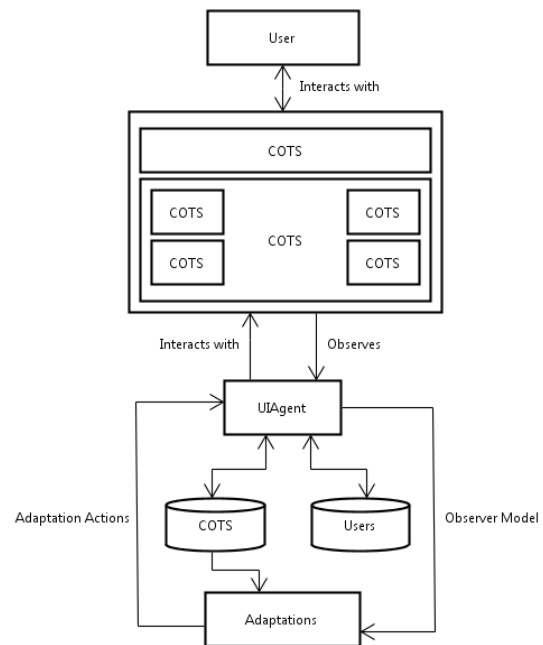 User
Interacts with
COTS
COTS
COTS
COTS
COTS
COTS
Interacts with
Observes
UIAgent
Adaptation Actions
COTS
Users
Observer Model
Adaptations